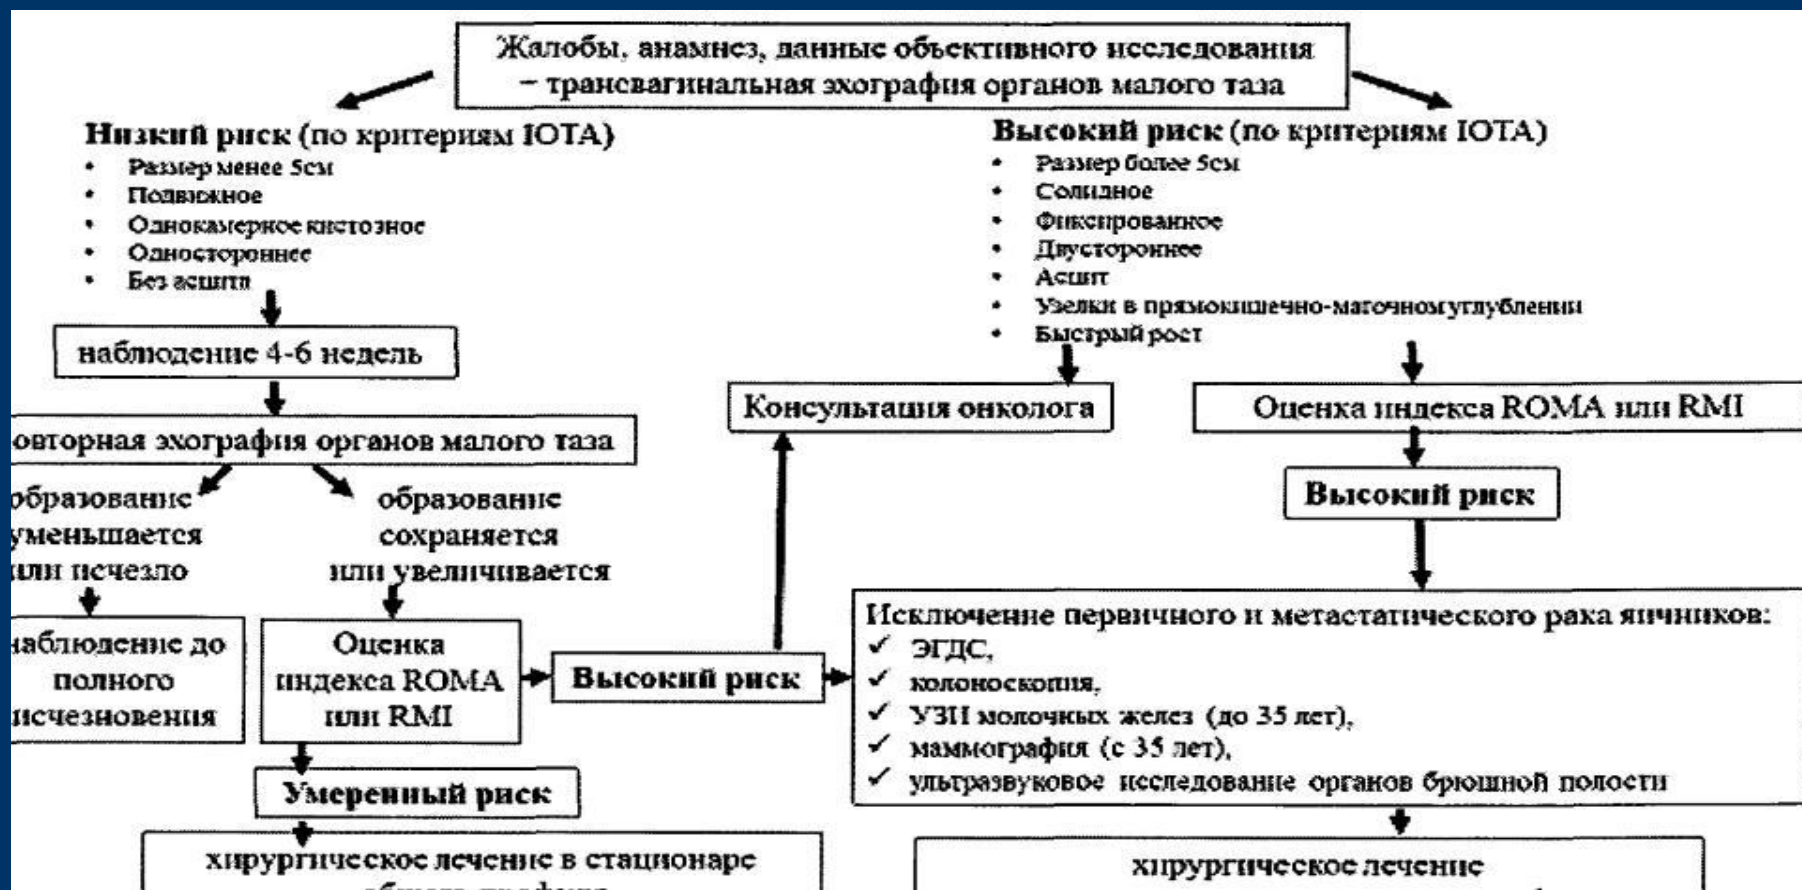 Жалобы, анамнез, данные объективного исследования
– трансвагинальная эхография органов малого таза
Низкий риск (по критериям IOTA)
• Размер менее 5см
• Подвижное
• Однокамерное кистозное
• Одностороннее
• Без асцита
наблюдение 4-6 недель
овторная эхография органов малого таза
образование
уменьшается
или исчезло
образование
сохраняется
или увеличивается
наблюдение до
полного
исчезновения
Оценка
индекса ROMA
или RMI
Высокий риск
Умеренный риск
хирургическое лечение в стационаре
Высокий риск (по критериям IOTA)
• Размер более 5см
• Солидное
• Фиксированное
• Двустороннее
• Асцит
• Узелки в прямокишечно-маточном углублении
• Быстрый рост
Консультация онколога
Оценка индекса ROMA или RMI
Высокий риск
Исключение первичного и метастатического рака яичников:
✓ ЭГДС,
✓ колоноскопия,
✓ УЗИ молочных желез (до 35 лет),
✓ маммография (с 35 лет),
✓ ультразвуковое исследование органов брюшной полости
хирургическое лечение